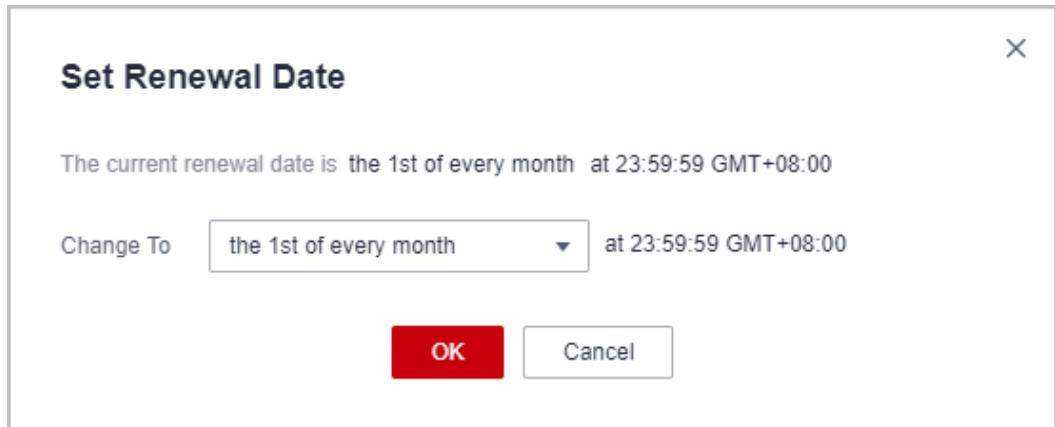 Set Renewal Date
The current renewal date is the 1st of every month at 23:59:59 GMT+08:00
Change To the 1st of every month at 23:59:59 GMT+08:00
OK Cancel